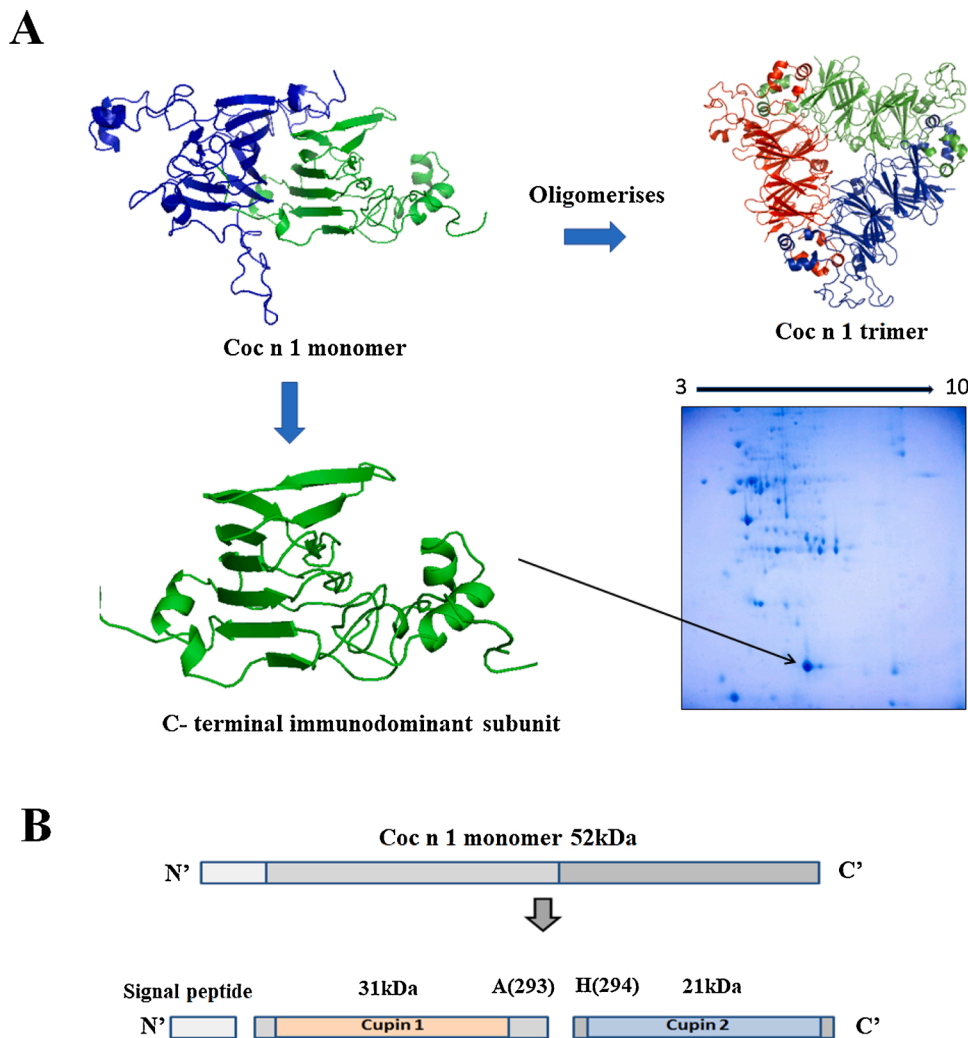 A
Oligomerises
Coc n 1 monomer
Coc n 1 trimer
3 10
C- terminal immunodominant subunit
B
Coc n 1 monomer 52kDa
N’ C’
Signal peptide 31kDa A(293) H(294) 21kDa
N’ Cupin 1 Cupin 2 C’